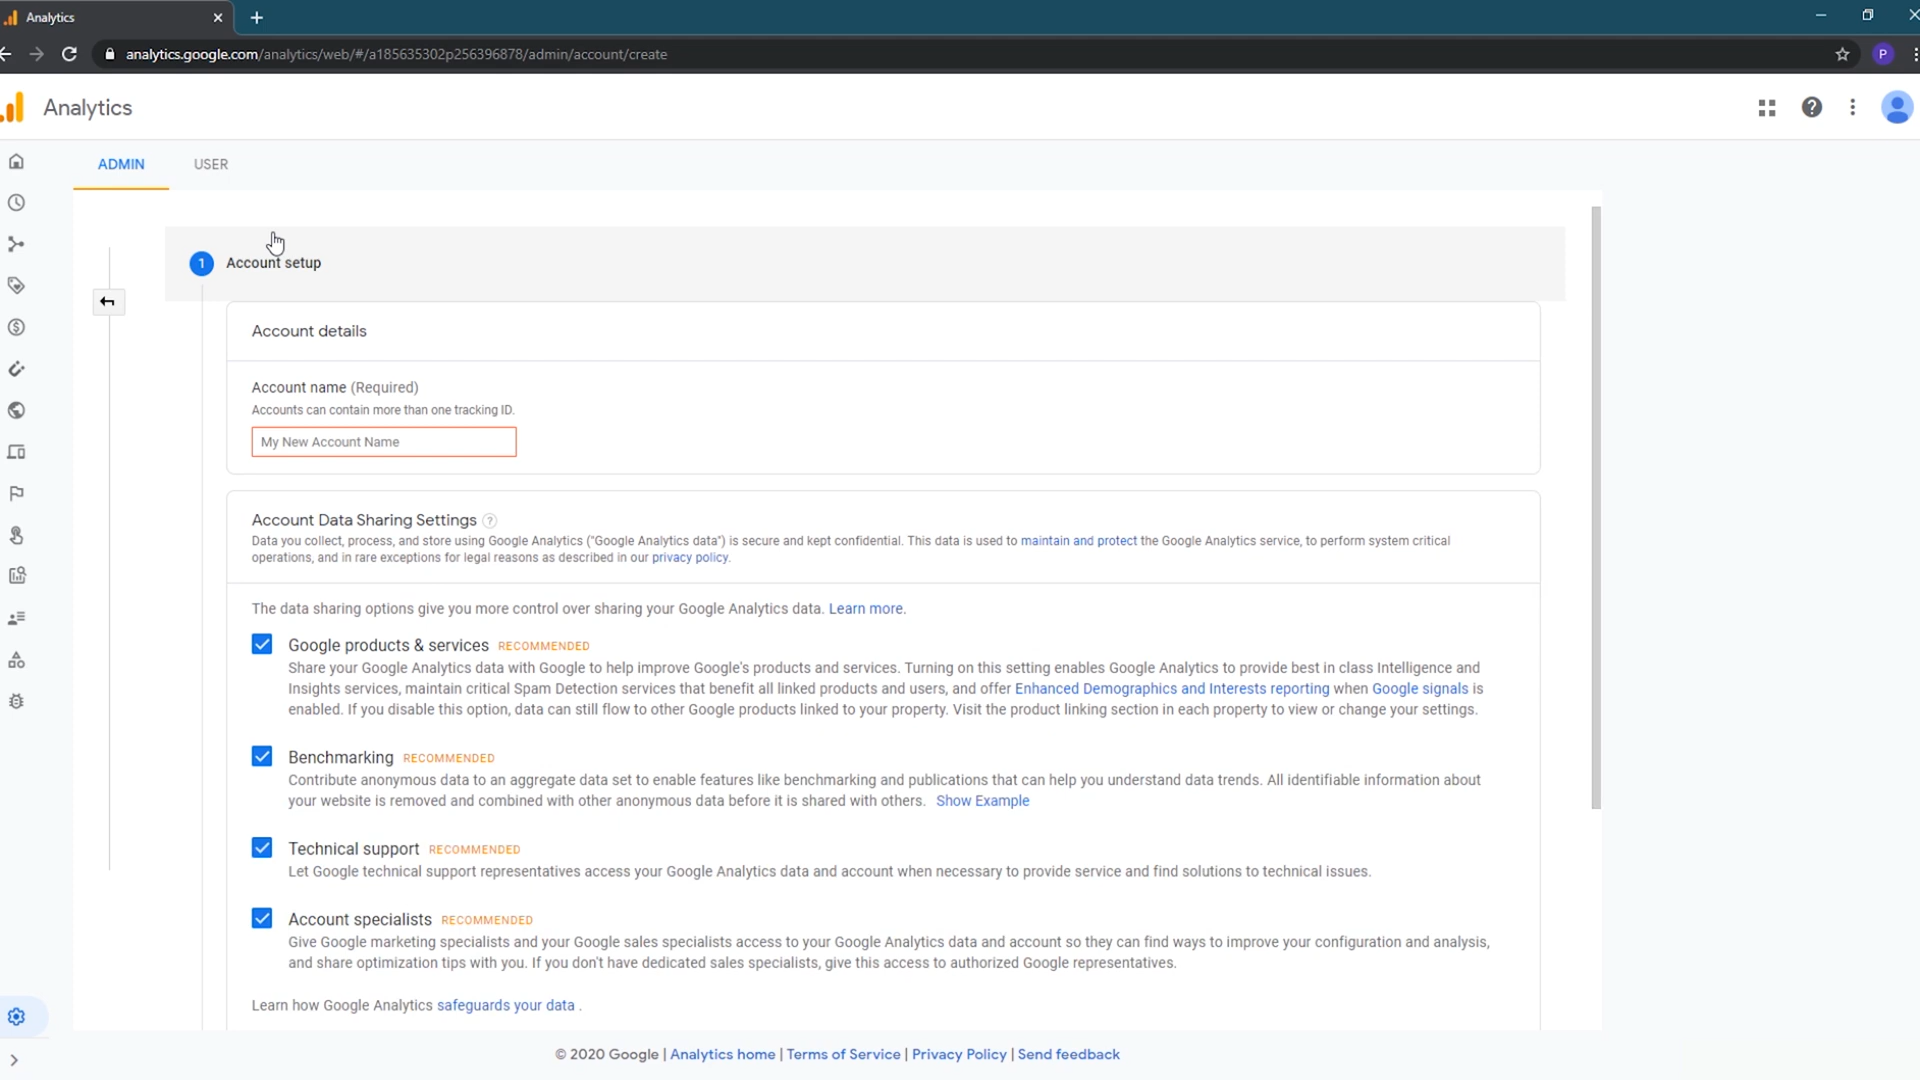 Analytics
analytics.google.com/analytics/web/#/a185635302p256396878/admin/account/create
P
Analytics
ADMIN USER
1 Account setup
Account details
Account name (Required)
Accounts can contain more than one tracking ID.
My New Account Name
Account Data Sharing Settings ?
Data you collect, process, and store using Google Analytics ("Google Analytics data") is secure and kept confidential. This data is used to maintain and protect the Google Analytics service, to perform system critical
operations, and in rare exceptions for legal reasons as described in our privacy policy.
The data sharing options give you more control over sharing your Google Analytics data. Learn more.
Google products & services RECOMMENDED
Share your Google Analytics data with Google to help improve Google's products and services. Turning on this setting enables Google Analytics to provide best in class Intelligence and
Insights services, maintain critical Spam Detection services that benefit all linked products and users, and offer Enhanced Demographics and Interests reporting when Google signals is
enabled. If you disable this option, data can still flow to other Google products linked to your property. Visit the product linking section in each property to view or change your settings.
Benchmarking RECOMMENDED
Contribute anonymous data to an aggregate data set to enable features like benchmarking and publications that can help you understand data trends. All identifiable information about
your website is removed and combined with other anonymous data before it is shared with others. Show Example
Technical support RECOMMENDED
Let Google technical support representatives access your Google Analytics data and account when necessary to provide service and find solutions to technical issues.
Account specialists RECOMMENDED
Give Google marketing specialists and your Google sales specialists access to your Google Analytics data and account so they can find ways to improve your configuration and analysis,
and share optimization tips with you. If you don't have dedicated sales specialists, give this access to authorized Google representatives.
Learn how Google Analytics safeguards your data .
© 2020 Google | Analytics home | Terms of Service | Privacy Policy | Send feedback